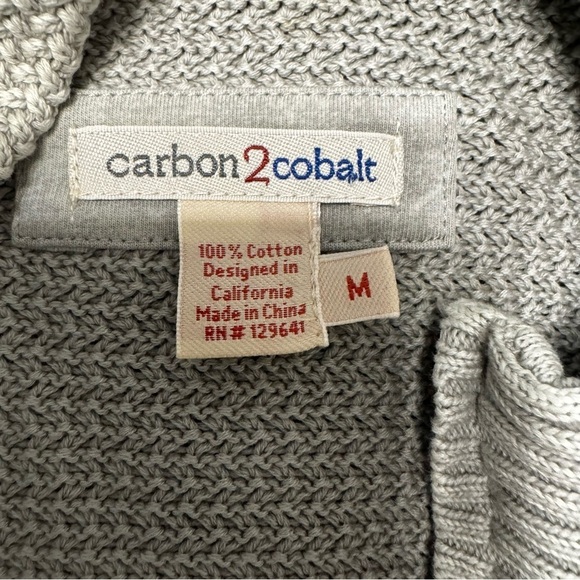 carbon2cobalt
100% Cotton
Designed in
California
Made in China
RN# 129641
M